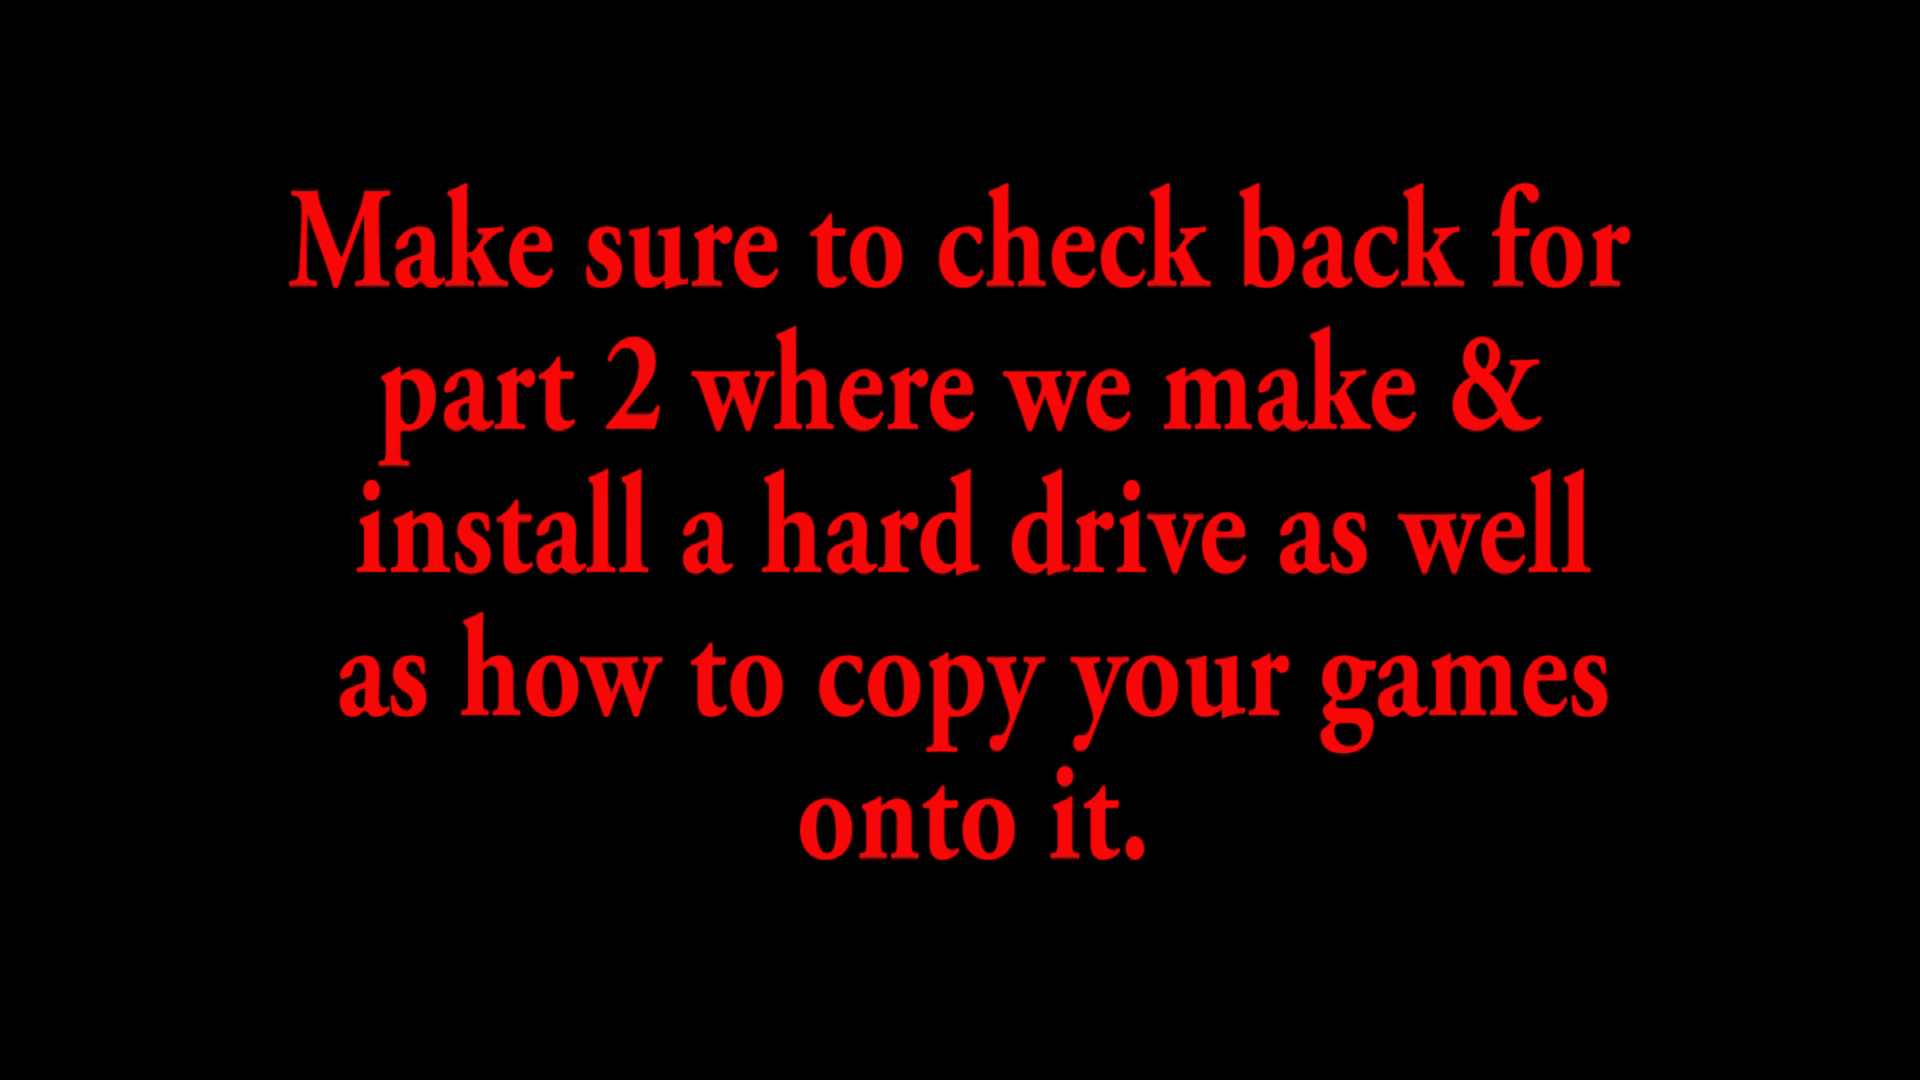 Make sure to check back for
part 2 where we make &
install a hard drive as well
as how to copy your games
onto it.